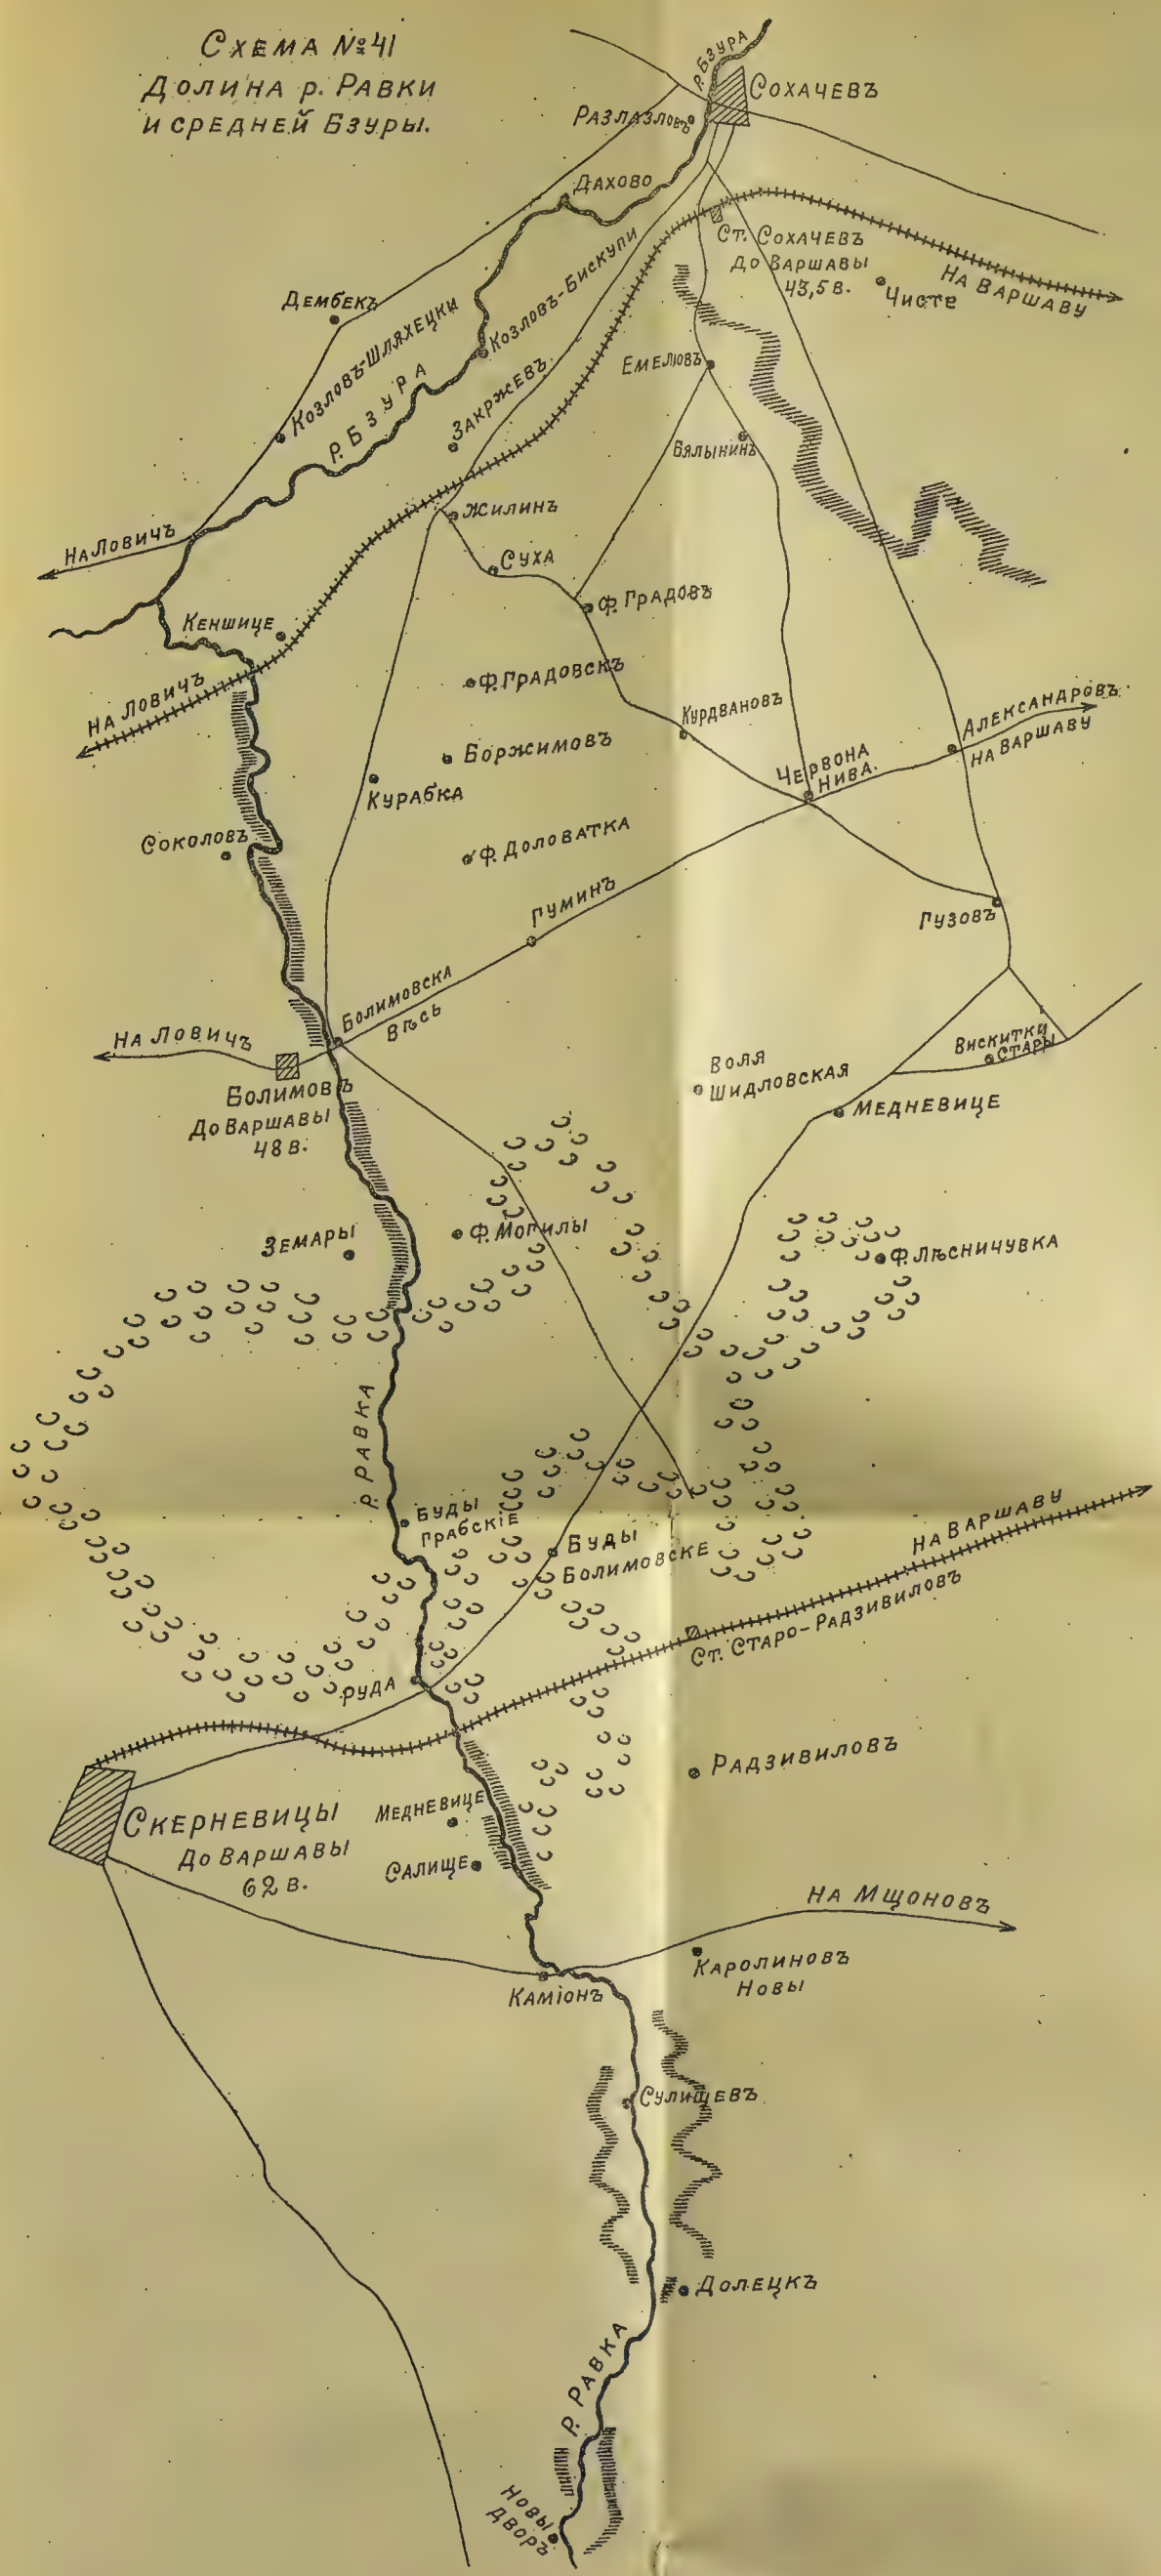 Схема №41
Долина р. Равки
и средней Бзуры.
р. Бзура
Сохачевъ
Разлазловъ
Дахово
Ст. Сохачевъ
До Варшавы
43,5 в.
Чисте
На Варшаву
Дембекъ
Козловъ-Шляхецки
Козловъ-Бискупи
р. Бзура
Закржевъ
Емелювъ
Бялынинъ
На Ловичъ
Жилинъ
Суха
Ф. Градовъ
Кеншице
На Ловичъ
Ф. Градовскъ
Курдвановъ
Александровъ
На Варшаву
Боржимовъ
Курабка
Червона
Нива.
Соколовъ
Ф. Доловатка
Гуминъ
Гузовъ
Болимовска
Вѣсь
На Ловичъ
Болимовъ
До Варшавы
48 в.
Вискитки
Стары
Воля
Шидловская
Медневице
Земары
Ф. Могилы
Ф. Лѣсничувка
р. Равка
Буды
Грабскіе
Буды
Болимовске
На Варшаву
Ст. Старо-Радзивиловъ
Руда
Радзивиловъ
Скерневицы
До Варшавы
62 в.
Медневице
Салище
На Мщоновъ
Каролиновъ
Новы
Каміонъ
Сулищевъ
Долецкъ
р. Равка
Новы
Дворъ